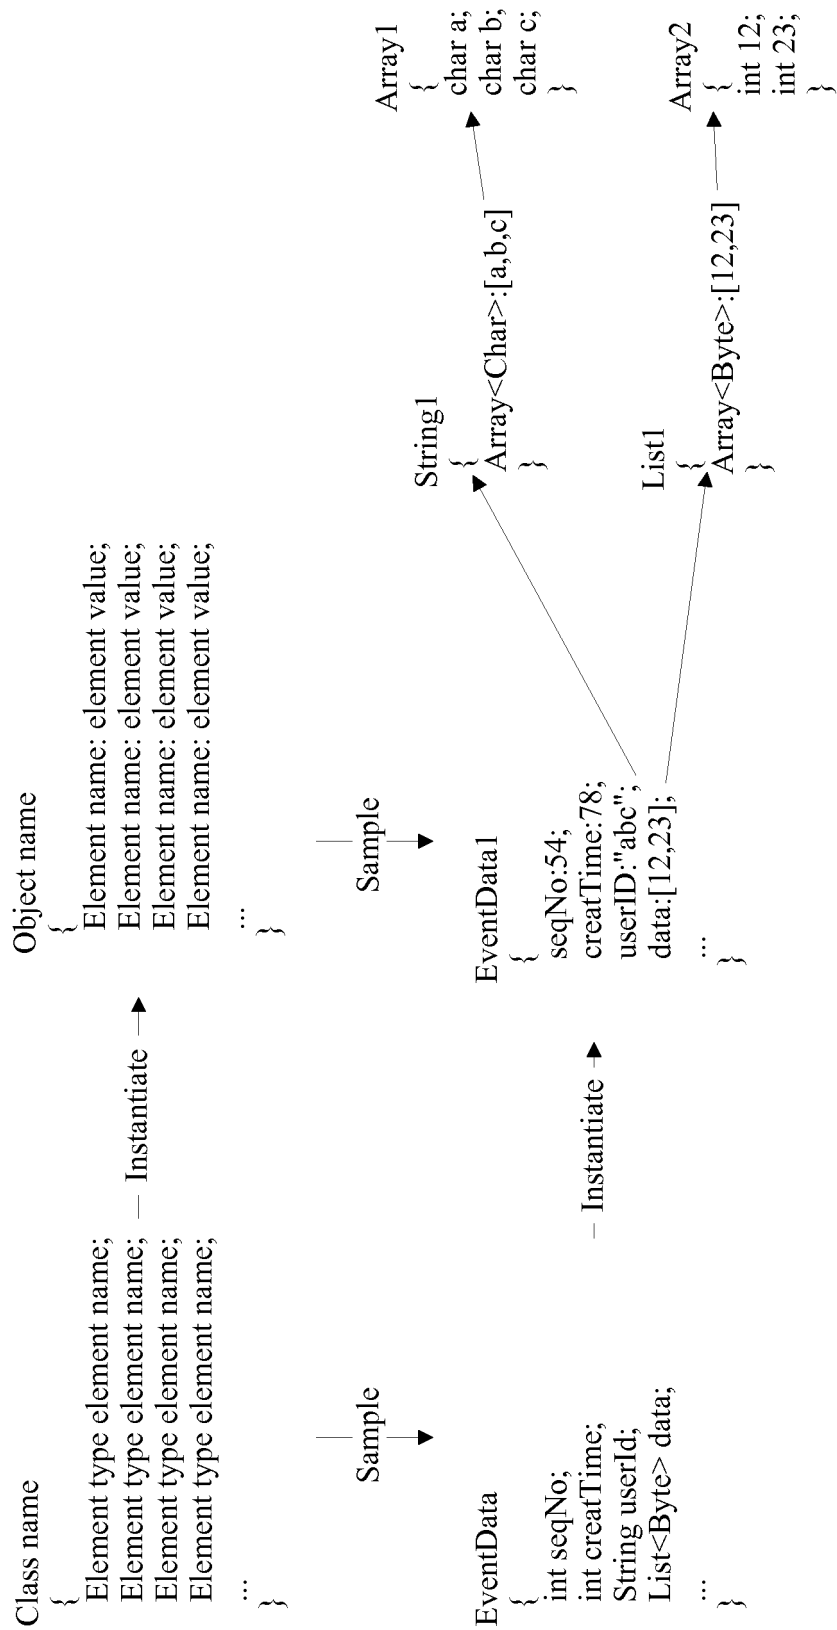 Class name
{
Element type element name;
Element type element name;
Element type element name;
Element type element name;
...
}
Instantiate
Object name
{
Element name: element value;
Element name: element value;
Element name: element value;
Element name: element value;
...
}
Sample
Sample
EventData
{
int seqNo;
int creatTime;
String userId;
List<Byte> data;
...
}
Instantiate
EventData1
{
seqNo:54;
creatTime:78;
userID:"abc";
data:[12,23];
...
}
String1
{
Array<Char>:[a,b,c]
}
Array1
{
char a;
char b;
char c;
}
List1
{
Array<Byte>:[12,23]
}
Array2
{
int 12;
int 23;
}